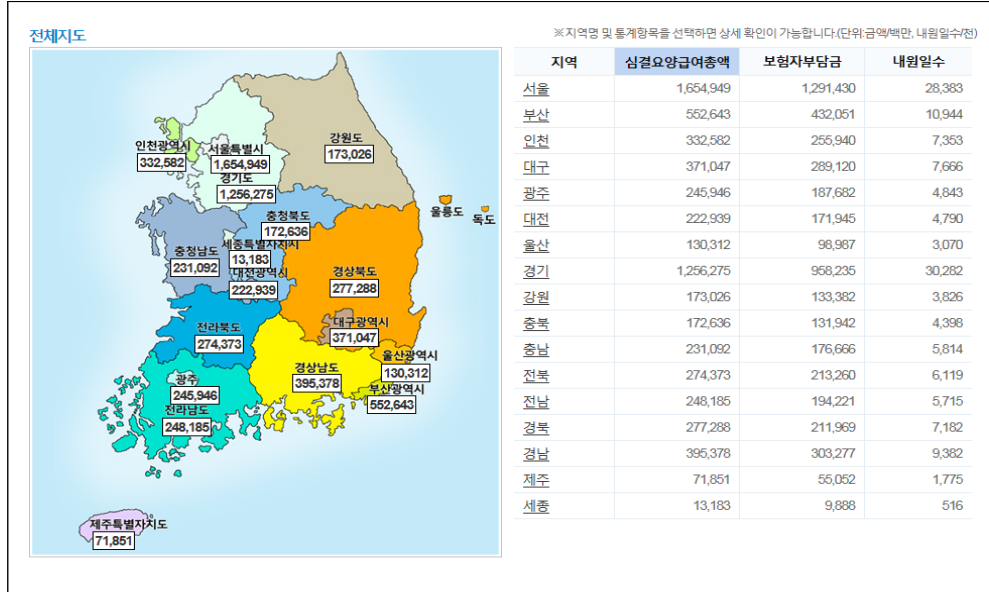 전체지도
※지역명 및 통계항목을 선택하면 상세 확인이 가능합니다.(단위:금액/백만, 내원일수/천)
인천광역시
332,582
서울특별시
1,654,949
경기도
1,256,275
강원도
173,026
울릉도
독도
충청북도
172,636
세종특별자치시
13,183
충청남도
231,092
대전광역시
222,939
경상북도
277,288
대구광역시
371,047
전라북도
274,373
울산광역시
130,312
경상남도
395,378
부산광역시
552,643
광주
245,946
전라남도
248,185
제주특별자치도
71,851
지역 심결요양급여총액 보험자부담금 내원일수
서울 1,654,949 1,291,430 28,383
부산 552,643 432,051 10,944
인천 332,582 255,940 7,353
대구 371,047 289,120 7,666
광주 245,946 187,682 4,843
대전 222,939 171,945 4,790
울산 130,312 98,987 3,070
경기 1,256,275 958,235 30,282
강원 173,026 133,382 3,826
충북 172,636 131,942 4,398
충남 231,092 176,666 5,814
전북 274,373 213,260 6,119
전남 248,185 194,221 5,715
경북 277,288 211,969 7,182
경남 395,378 303,277 9,382
제주 71,851 55,052 1,775
세종 13,183 9,888 516